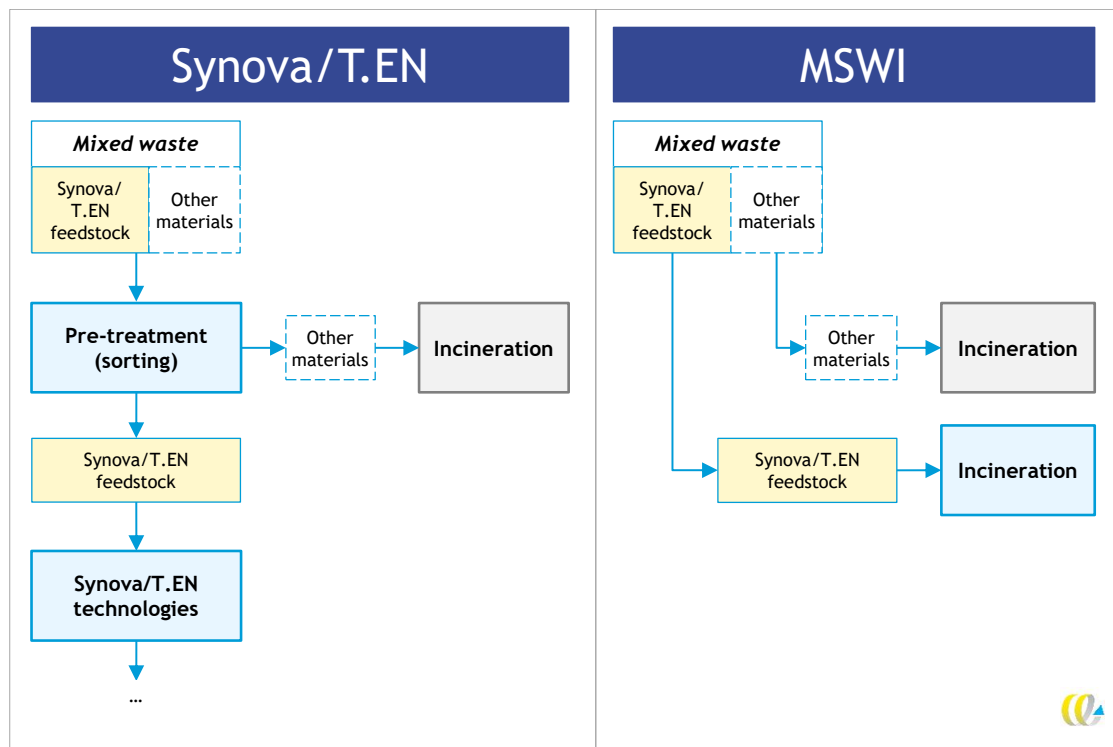 Synova/T.EN
Mixed waste
Synova/
T.EN
feedstock
Other
materials
Pre-treatment
(sorting)
Other
materials
Incineration
Synova/T.EN
feedstock
Synova/T.EN
technologies
…
MSWI
Mixed waste
Synova/
T.EN
feedstock
Other
materials
Other
materials
Incineration
Synova/T.EN
feedstock
Incineration